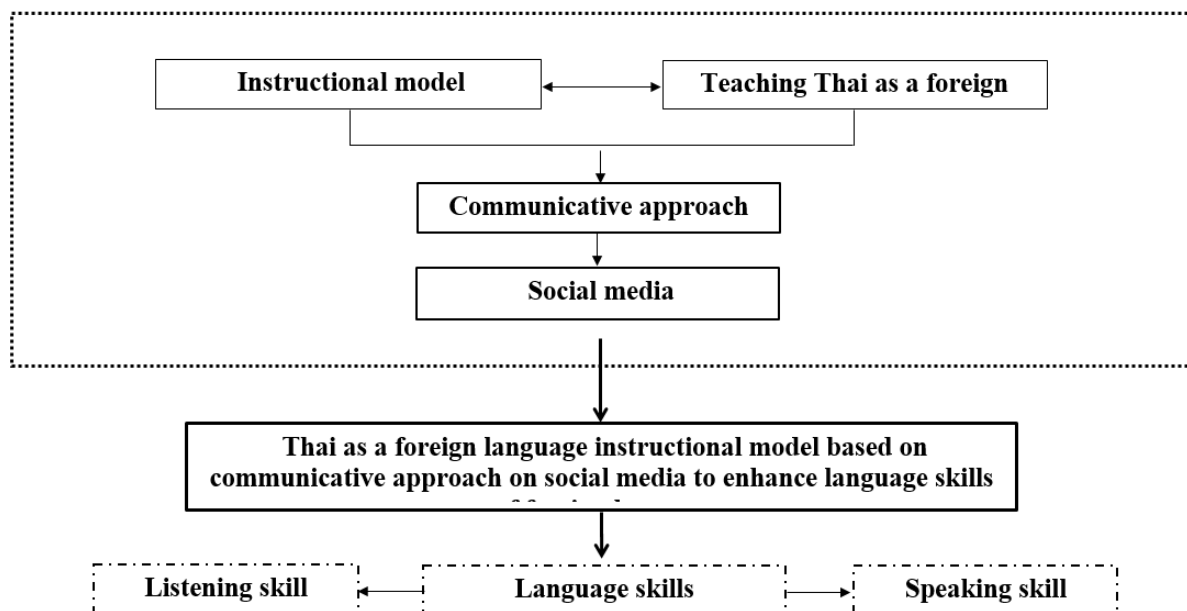 Instructional model
Teaching Thai as a foreign
Communicative approach
Social media
Thai as a foreign language instructional model based on
communicative approach on social media to enhance language skills
Listening skill
Language skills
Speaking skill